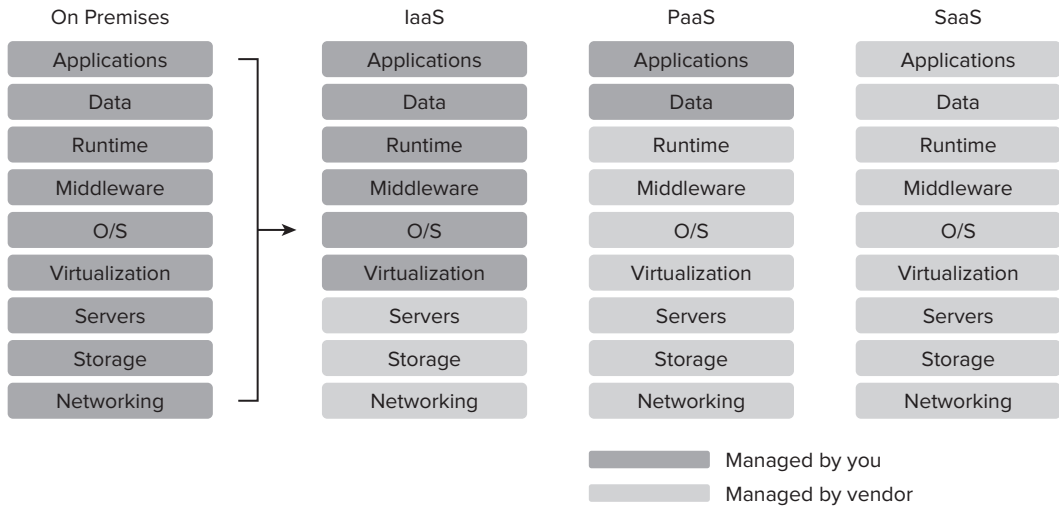 On Premises IaaS PaaS SaaS
Applications Applications Applications Applications
Data Data Data Data
Runtime Runtime Runtime Runtime
Middleware Middleware Middleware Middleware
O/S O/S O/S O/S
Virtualization Virtualization Virtualization Virtualization
Servers Servers Servers Servers
Storage Storage Storage Storage
Networking Networking Networking Networking
Managed by you
Managed by vendor